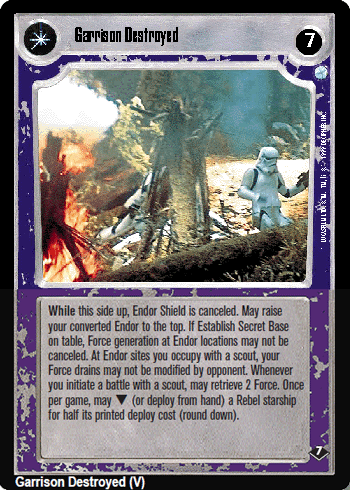 Garrison Destroyed
7
While this side up, Endor Shield is canceled. May raise
your converted Endor to the top. If Establish Secret Base
on table, Force generation at Endor locations may not
be canceled. At Endor sites you occupy with a scout, your
Force drains may not be modified by opponent. Whenever
you initiate a battle with a scout, may retrieve 2 Force. Once
per game, may ▼ (or deploy from hand) a Rebel starship
for half its printed deploy cost (round down).
7
Garrison Destroyed (V)